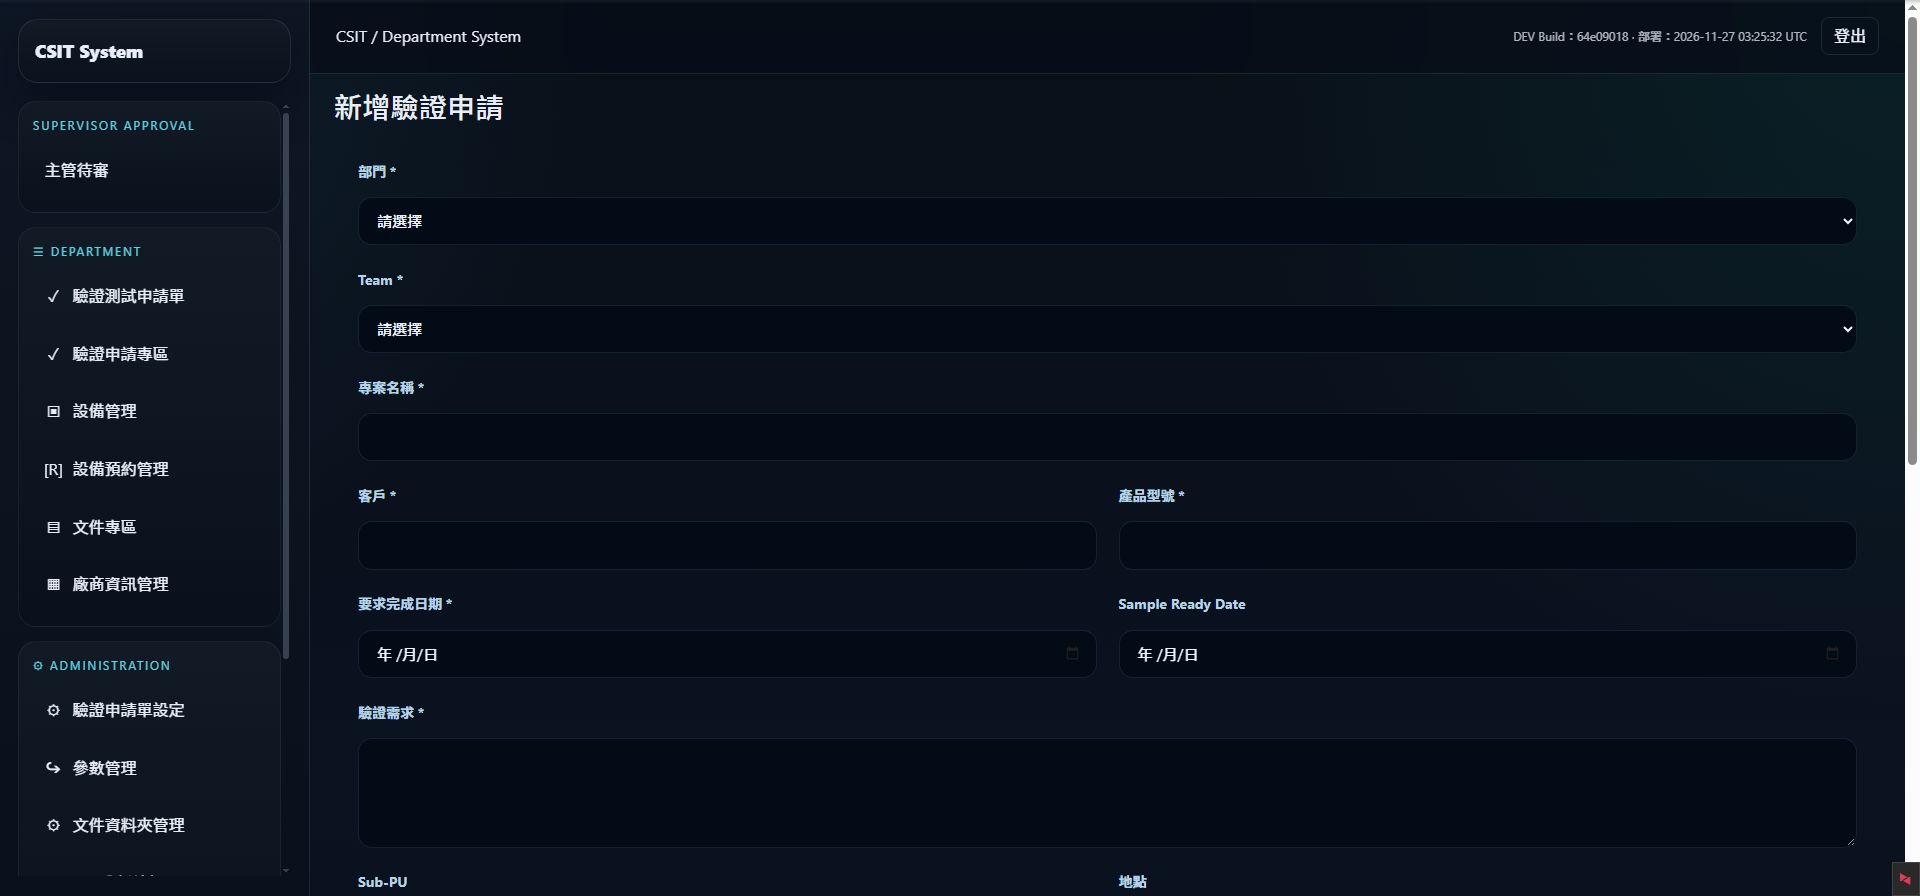 CSIT System
SUPERVISOR APPROVAL
主管待審
☰ DEPARTMENT
✓ 驗證測試申請單
✓ 驗證申請專區
▣ 設備管理
[R] 設備預約管理
▤ 文件專區
▦ 廠商資訊管理
⚙ ADMINISTRATION
⚙ 驗證申請單設定
↪ 參數管理
⚙ 文件資料夾管理
CSIT / Department System
DEV Build：64e09018 · 部署：2026-11-27 03:25:32 UTC
登出
新增驗證申請
部門 *
請選擇
Team *
請選擇
專案名稱 *
客戶 *
產品型號 *
要求完成日期 *
Sample Ready Date
年 /月/日
年 /月/日
驗證需求 *
Sub-PU
地點